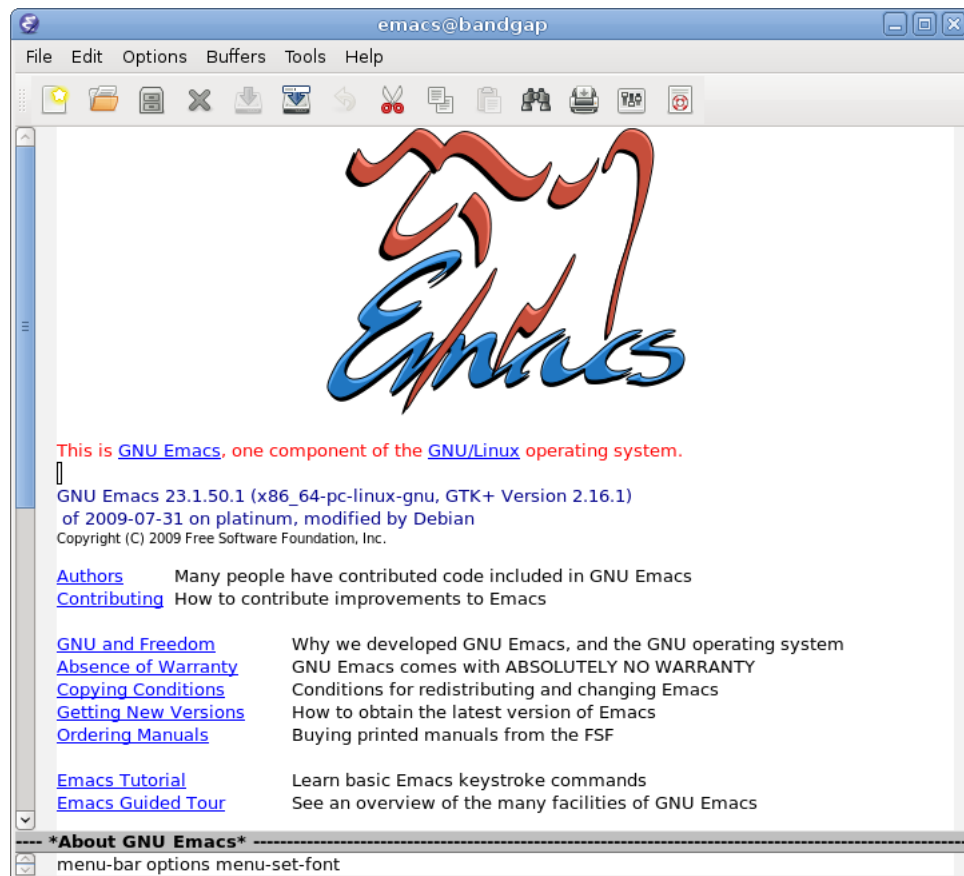 emacs@bandgap
File Edit Options Buffers Tools Help
Emacs
This is GNU Emacs, one component of the GNU/Linux operating system.
GNU Emacs 23.1.50.1 (x86_64-pc-linux-gnu, GTK+ Version 2.16.1)
of 2009-07-31 on platinum, modified by Debian
Copyright (C) 2009 Free Software Foundation, Inc.
Authors Many people have contributed code included in GNU Emacs
Contributing How to contribute improvements to Emacs
GNU and Freedom Why we developed GNU Emacs, and the GNU operating system
Absence of Warranty GNU Emacs comes with ABSOLUTELY NO WARRANTY
Copying Conditions Conditions for redistributing and changing Emacs
Getting New Versions How to obtain the latest version of Emacs
Ordering Manuals Buying printed manuals from the FSF
Emacs Tutorial Learn basic Emacs keystroke commands
Emacs Guided Tour See an overview of the many facilities of GNU Emacs
---- *About GNU Emacs* ----
menu-bar options menu-set-font